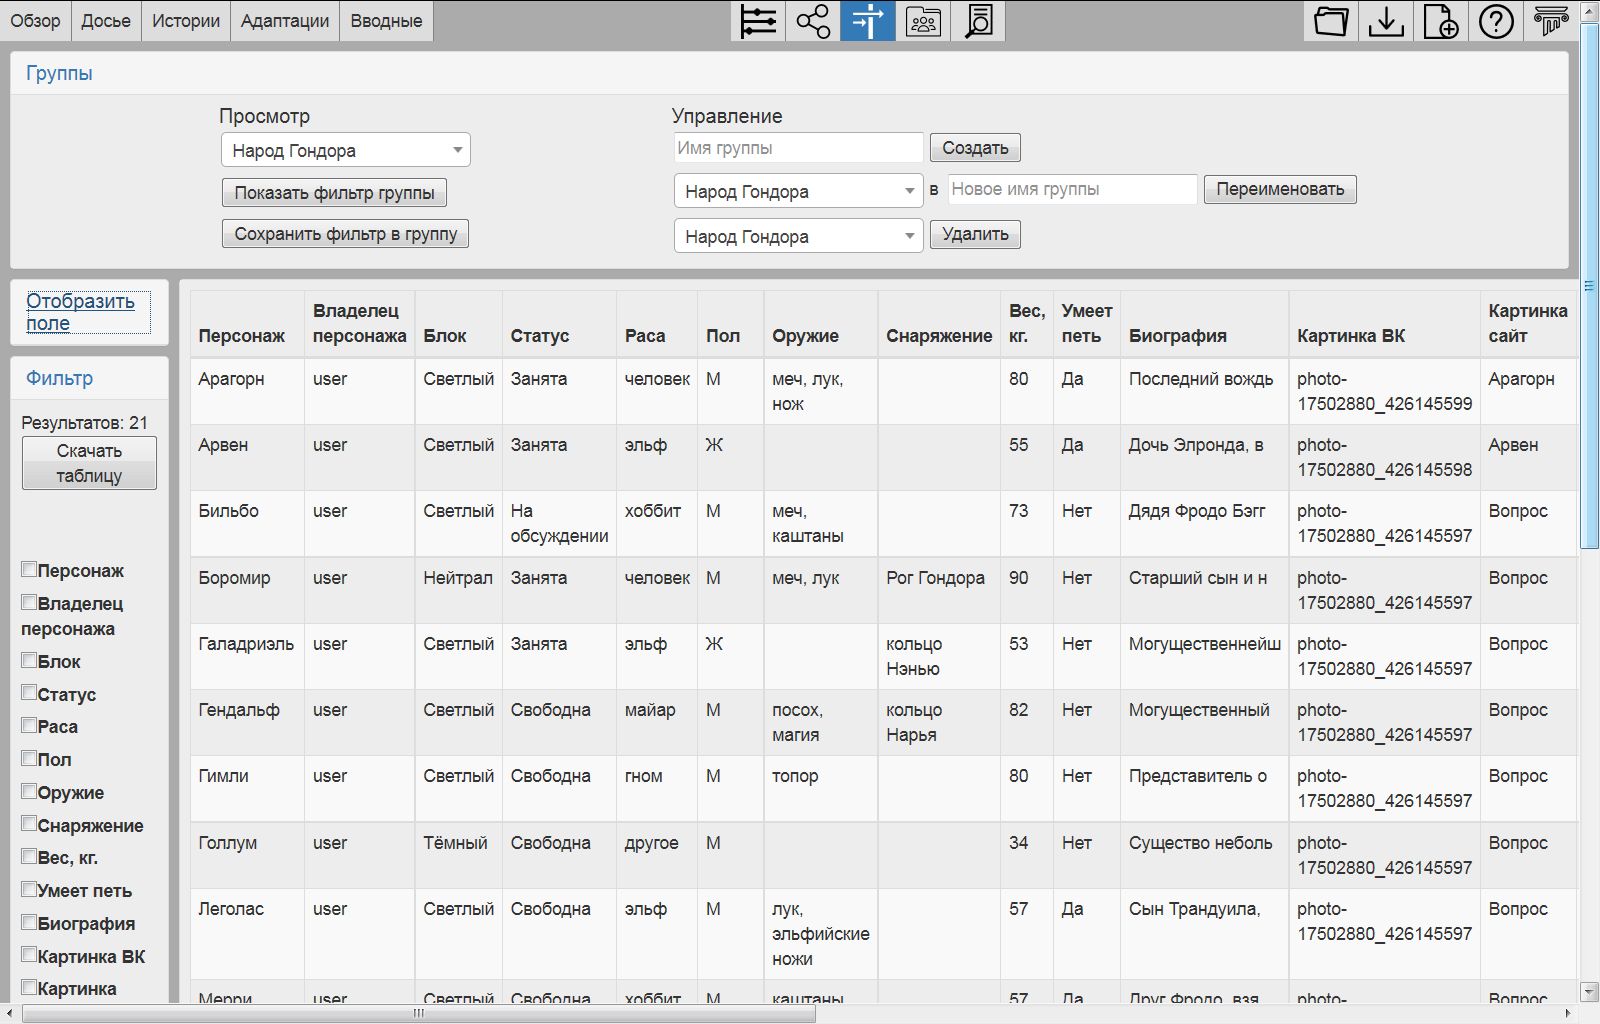 Обзор Досье Истории Адаптации Вводные
Группы
Просмотр
Народ Гондора
Показать фильтр группы
Сохранить фильтр в группу
Управление
Имя группы Создать
Народ Гондора в Новое имя группы Переименовать
Народ Гондора Удалить
Отобразить
поле
Фильтр
Результатов: 21
Скачать
таблицу
Персонаж
Владелец
персонажа
Блок
Статус
Раса
Пол
Оружие
Снаряжение
Вес, кг.
Умеет петь
Биография
Картинка ВК
Картинка
Владелец Вес, Умеет Картинка
Персонаж персонажа Блок Статус Раса Пол Оружие Снаряжение кг. петь Биография Картинка ВК сайт
Арагорн user Светлый Занята человек М меч, лук, 80 Да Последний вождь photo- Арагорн
нож 17502880_426145599
Арвен user Светлый Занята эльф Ж 55 Да Дочь Элронда, в photo- Арвен
17502880_426145598
Бильбо user Светлый На хоббит М меч, 73 Нет Дядя Фродо Бэгг photo- Вопрос
обсуждении каштаны 17502880_426145597
Боромир user Нейтрал Занята человек М меч, лук Рог Гондора 90 Нет Старший сын и н photo- Вопрос
17502880_426145597
Галадриэль user Светлый Занята эльф Ж кольцо 53 Нет Могущественнейш photo- Вопрос
Нэнью 17502880_426145597
Гендальф user Светлый Свободна майар М посох, кольцо 82 Нет Могущественный photo- Вопрос
магия Нарья 17502880_426145597
Гимли user Светлый Свободна гном М топор 80 Нет Представитель о photo- Вопрос
17502880_426145597
Голлум user Тёмный Свободна другое М 34 Нет Существо неболь photo- Вопрос
17502880_426145597
Леголас user Светлый Свободна эльф М лук, 57 Да Сын Трандуила, photo- Вопрос
эльфийские 17502880_426145597
ножи
Мерри user Светлый Свободна хоббит М каштаны 57 Да Друг Фродо, взя photo- Вопрос